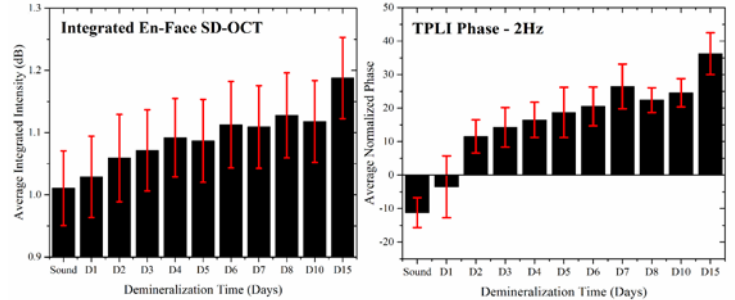 Integrated En-Face SD-OCT
Average Integrated Intensity (dB)
1.3
1.2
1.1
1.0
0.9
Sound D1 D2 D3 D4 D5 D6 D7 D8 D10 D15
Demineralization Time (Days)
TPLI Phase - 2Hz
Average Normalized Phase
50
40
30
20
10
0
-10
-20
Sound D1 D2 D3 D4 D5 D6 D7 D8 D10 D15
Demineralization Time (Days)